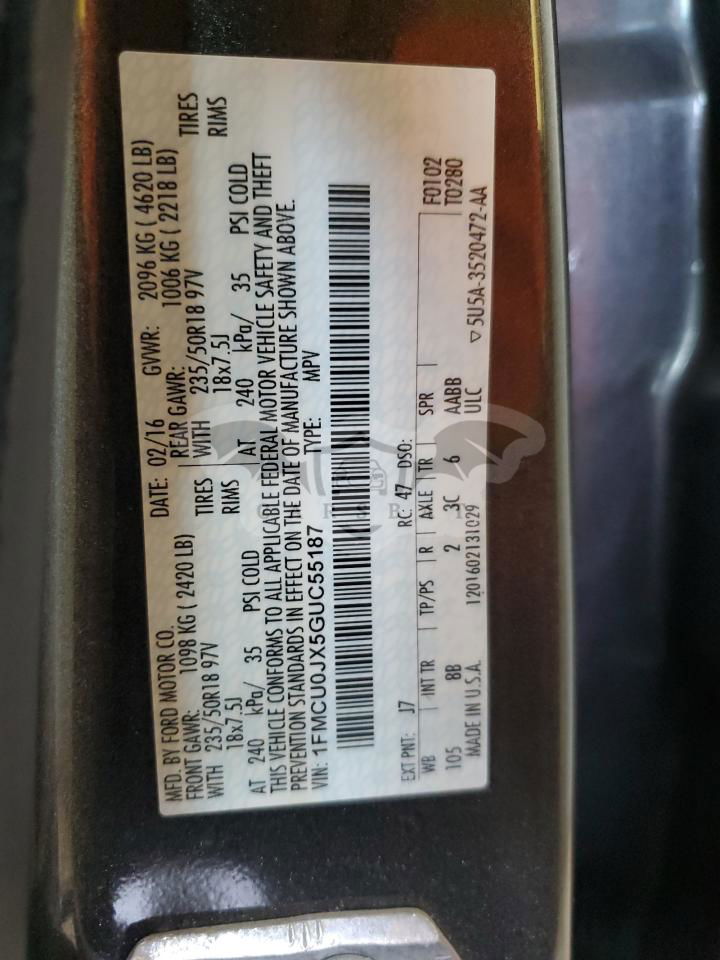 MFD. BY FORD MOTOR CO. DATE: 02/16 GVWR: 2096 KG ( 4620 LB)
FRONT GAWR: 1098 KG ( 2420 LB) REAR GAWR: 1006 KG ( 2218 LB)
WITH 235/50R18 97V TIRES WITH 235/50R18 97V TIRES
18x7.5J RIMS 18x7.5J RIMS
AT 240 kPa/ 35 PSI COLD AT 240 kPa/ 35 PSI COLD
THIS VEHICLE CONFORMS TO ALL APPLICABLE FEDERAL MOTOR VEHICLE SAFETY AND THEFT
PREVENTION STANDARDS IN EFFECT ON THE DATE OF MANUFACTURE SHOWN ABOVE.
VIN: 1FMCU0JX5GUC55187 TYPE: MPV
EXT PNT: J7 RC: 47 DSO: F0102
WB INT TR TP/PS R AXLE TR SPR T0280
105 8B 2 3C 6 AABB
MADE IN U.S.A. 1201602131029 ULC ▽ 5U5A-3520472-AA